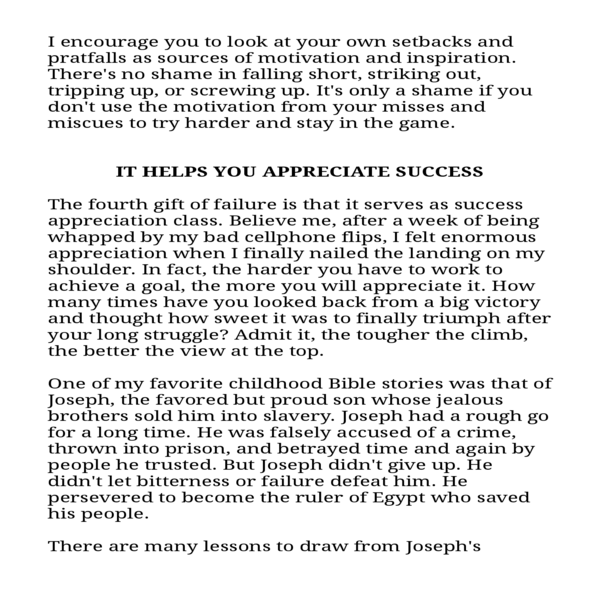 I encourage you to look at your own setbacks and
pratfalls as sources of motivation and inspiration.
There's no shame in falling short, striking out,
tripping up, or screwing up. It's only a shame if you
don't use the motivation from your misses and
miscues to try harder and stay in the game.
IT HELPS YOU APPRECIATE SUCCESS
The fourth gift of failure is that it serves as success
appreciation class. Believe me, after a week of being
whapped by my bad cellphone flips, I felt enormous
appreciation when I finally nailed the landing on my
shoulder. In fact, the harder you have to work to
achieve a goal, the more you will appreciate it. How
many times have you looked back from a big victory
and thought how sweet it was to finally triumph after
your long struggle? Admit it, the tougher the climb,
the better the view at the top.
One of my favorite childhood Bible stories was that of
Joseph, the favored but proud son whose jealous
brothers sold him into slavery. Joseph had a rough go
for a long time. He was falsely accused of a crime,
thrown into prison, and betrayed time and again by
people he trusted. But Joseph didn't give up. He
didn't let bitterness or failure defeat him. He
persevered to become the ruler of Egypt who saved
his people.
There are many lessons to draw from Joseph's